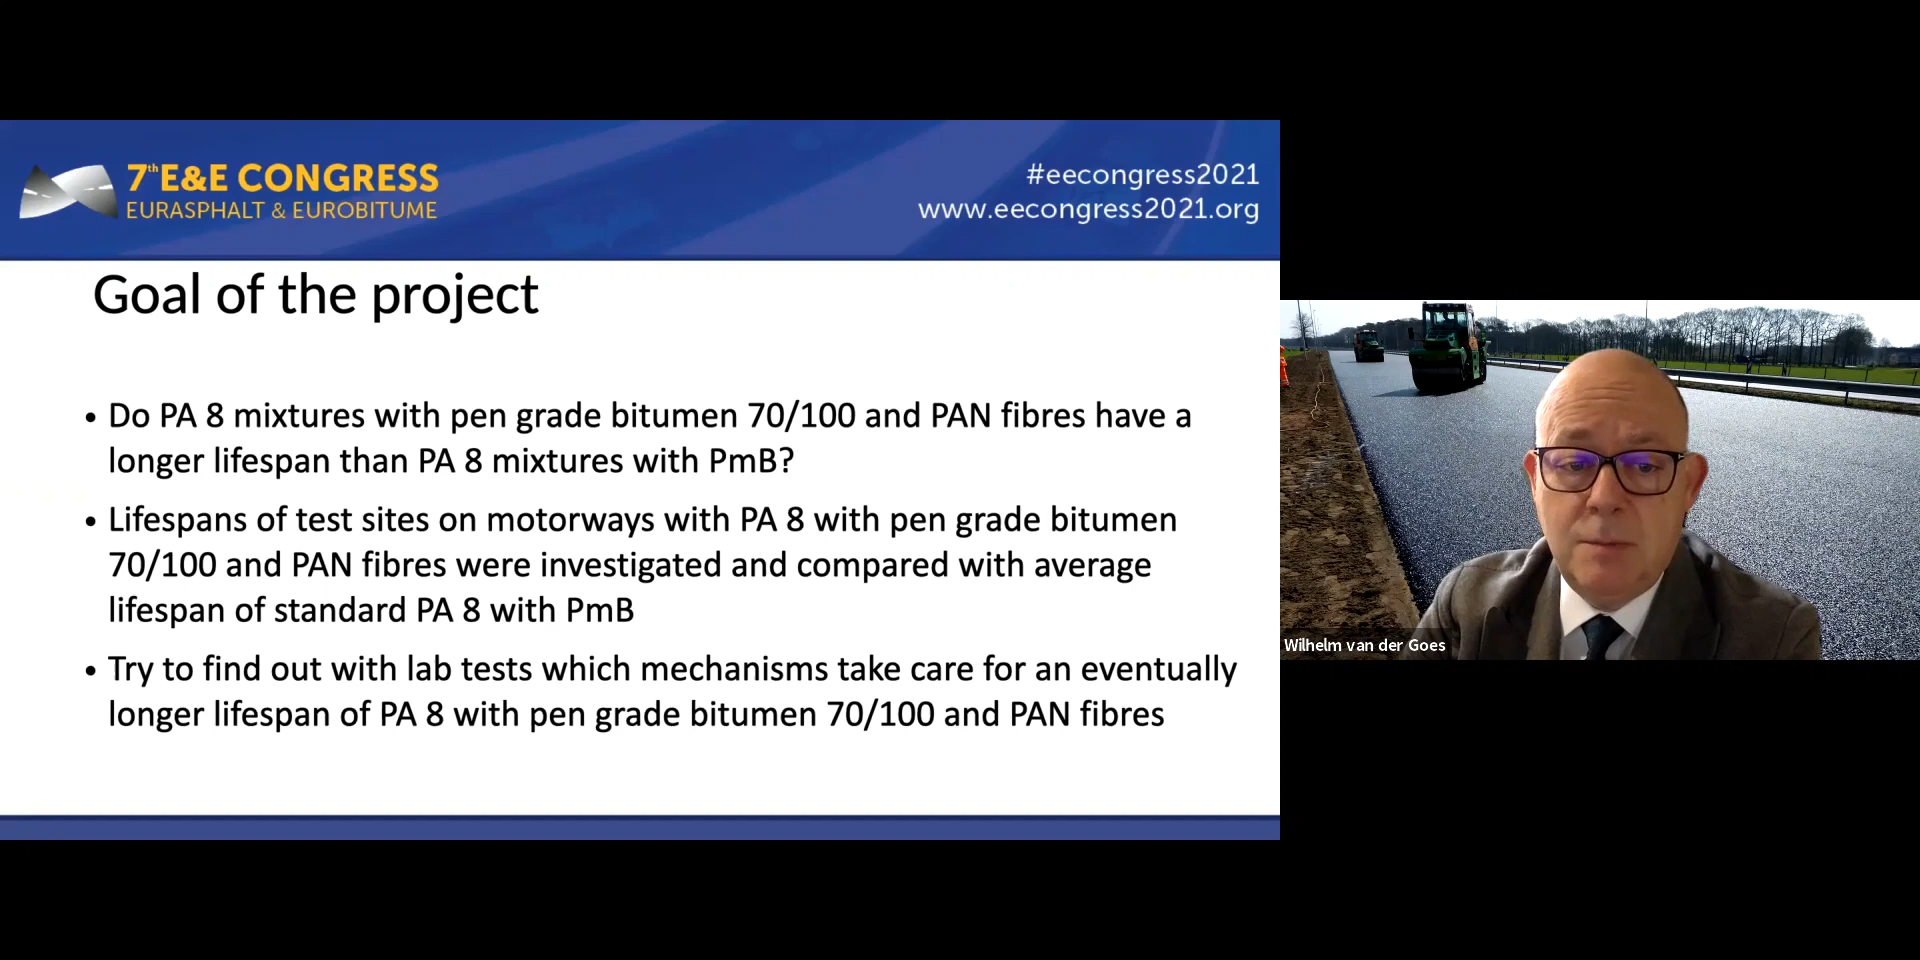 7th E&E CONGRESS
EURASPHALT & EUROBITUME
#eecongress2021
www.eecongress2021.org
Goal of the project
• Do PA 8 mixtures with pen grade bitumen 70/100 and PAN fibres have a
longer lifespan than PA 8 mixtures with PmB?
• Lifespans of test sites on motorways with PA 8 with pen grade bitumen
70/100 and PAN fibres were investigated and compared with average
lifespan of standard PA 8 with PmB
• Try to find out with lab tests which mechanisms take care for an eventually
longer lifespan of PA 8 with pen grade bitumen 70/100 and PAN fibres
Wilhelm van der Goes